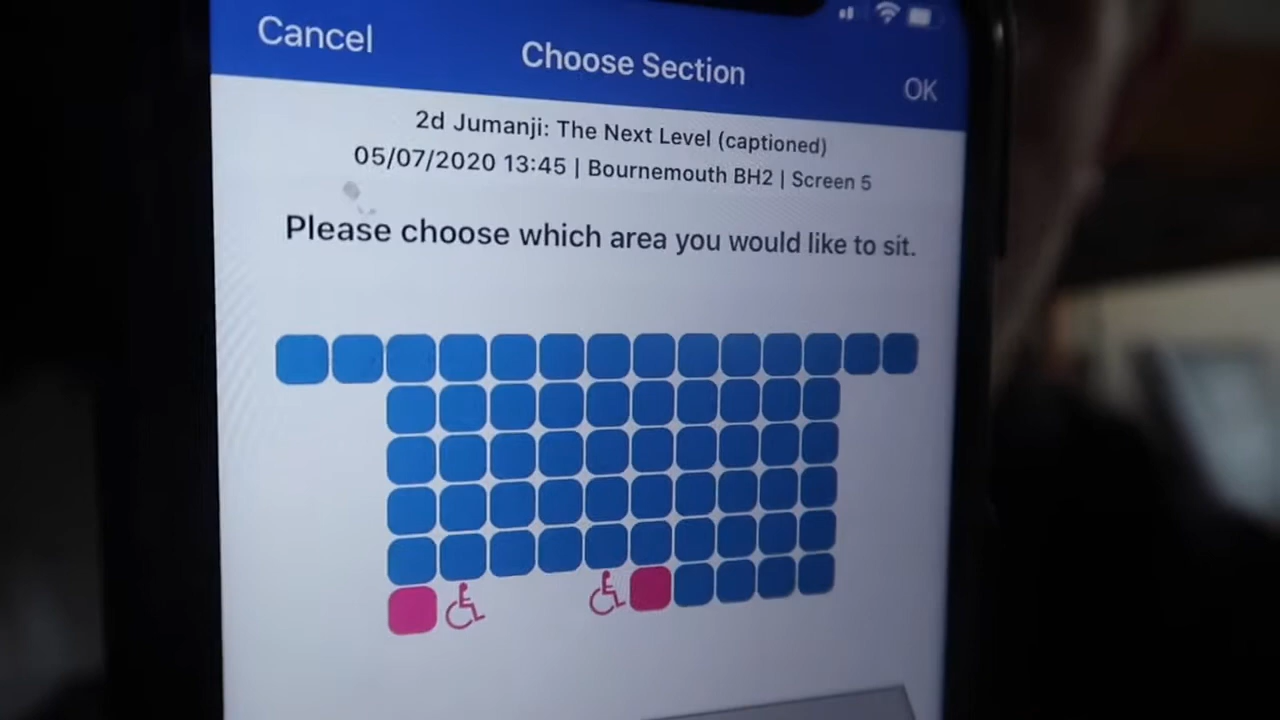 Cancel
Choose Section
OK
2d Jumanji: The Next Level (captioned)
05/07/2020 13:45 | Bournemouth BH2 | Screen 5
Please choose which area you would like to sit.